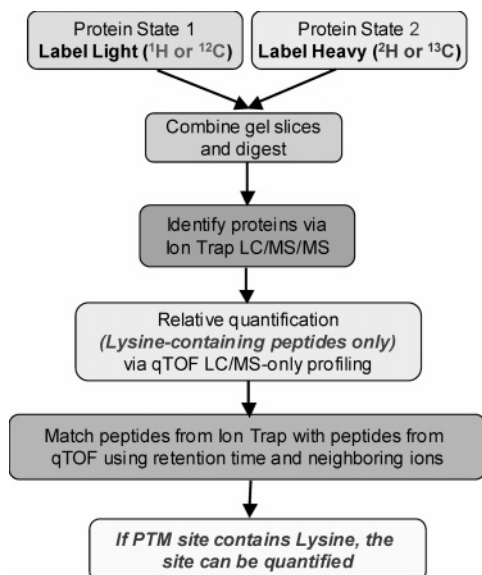 Protein State 1
Label Light (¹H or ¹²C)
Protein State 2
Label Heavy (²H or ¹³C)
Combine gel slices
and digest
Identify proteins via
Ion Trap LC/MS/MS
Relative quantification
(Lysine-containing peptides only)
via qTOF LC/MS-only profiling
Match peptides from Ion Trap with peptides from
qTOF using retention time and neighboring ions
If PTM site contains Lysine, the
site can be quantified